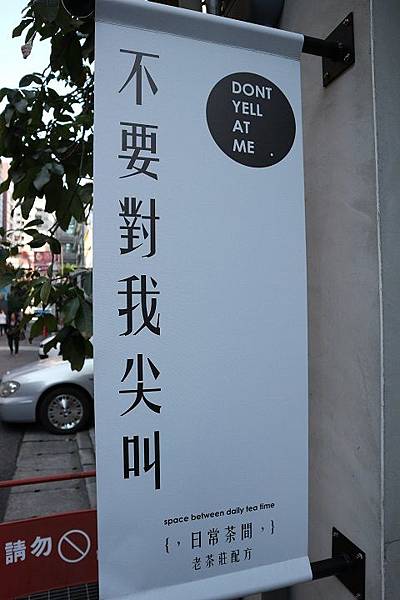 不要對我尖叫
DONT
YELL
AT
ME .
space between daily tea time
{ ，日常茶間，}
老茶莊配方
請勿